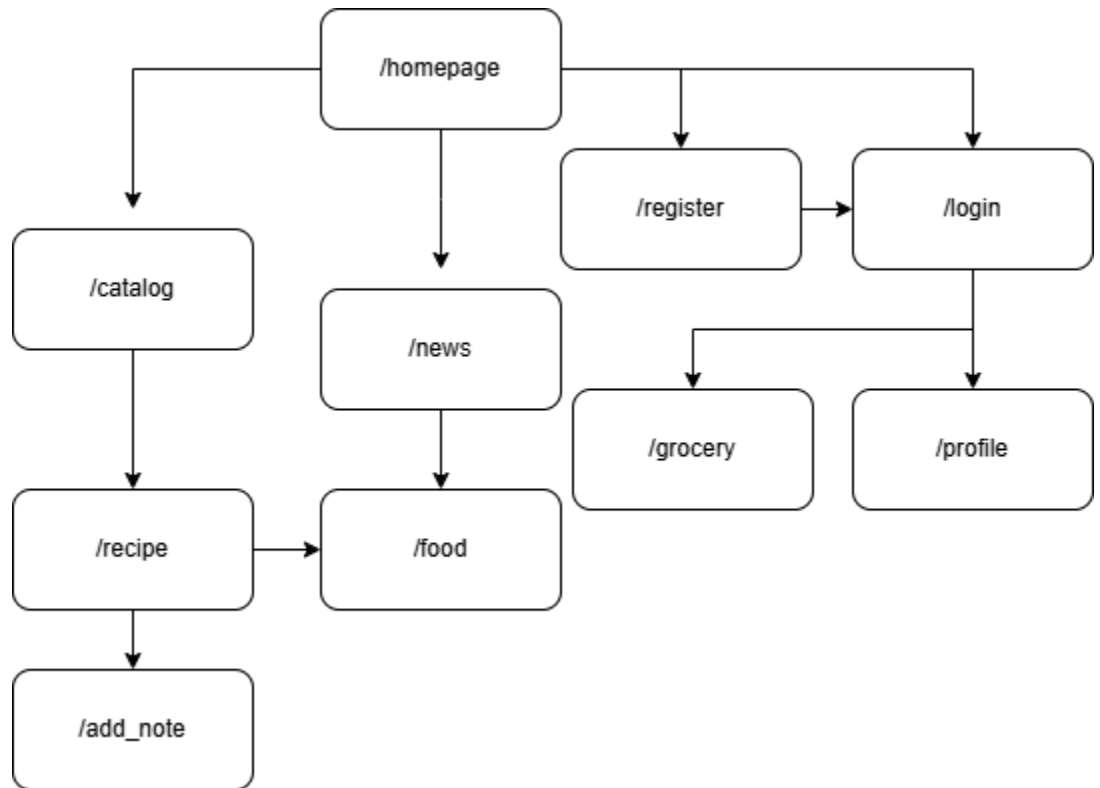 /homepage
/register
/login
/catalog
/news
/grocery
/profile
/recipe
/food
/add_note